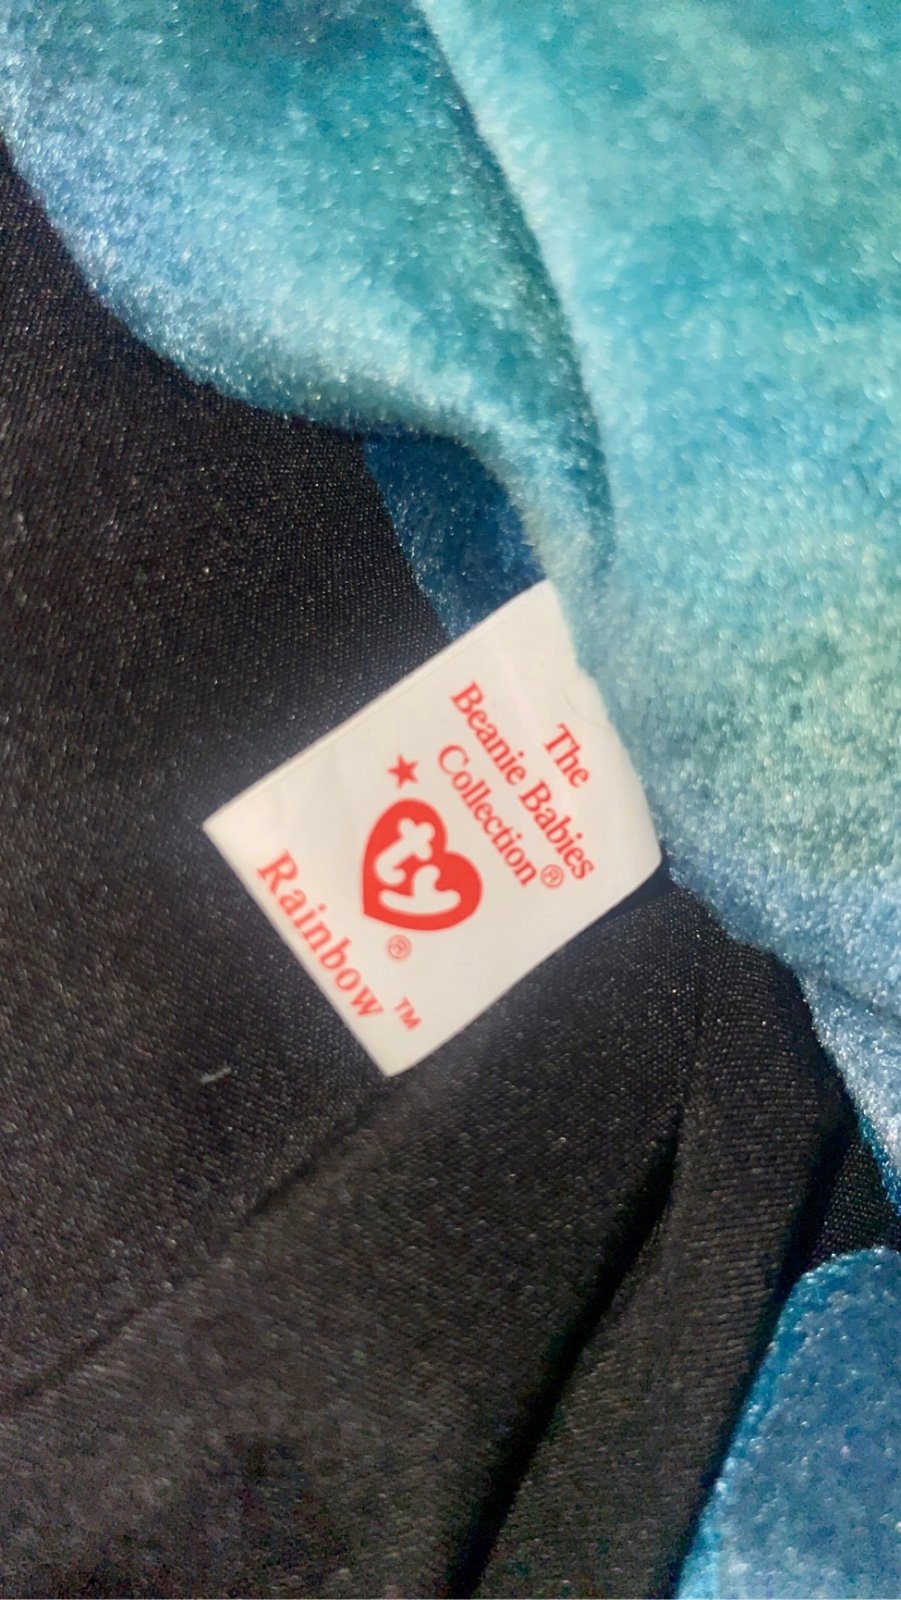 The
Beanie Babies
Collection®
★
ty®
Rainbow™